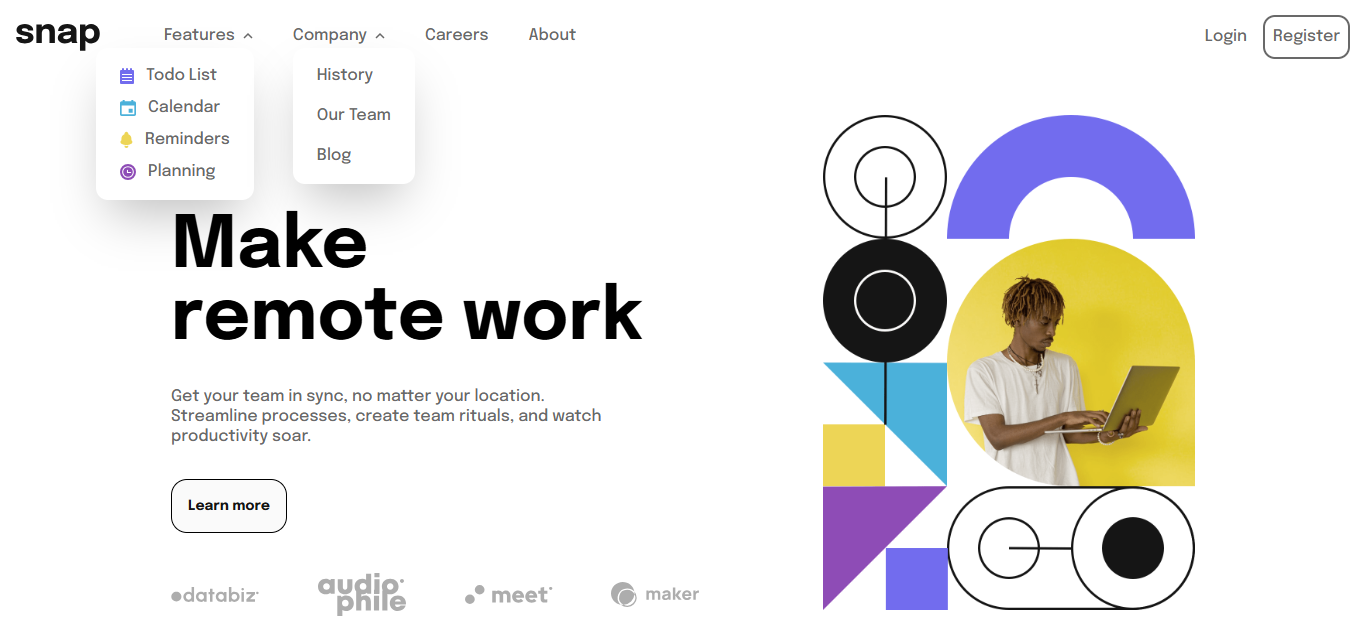 snap
Features
Company
Careers
About
Login
Register
Todo List
Calendar
Reminders
Planning
History
Our Team
Blog
Make
remote work
Get your team in sync, no matter your location.
Streamline processes, create team rituals, and watch
productivity soar.
Learn more
databiz
audio
phile
meet
maker